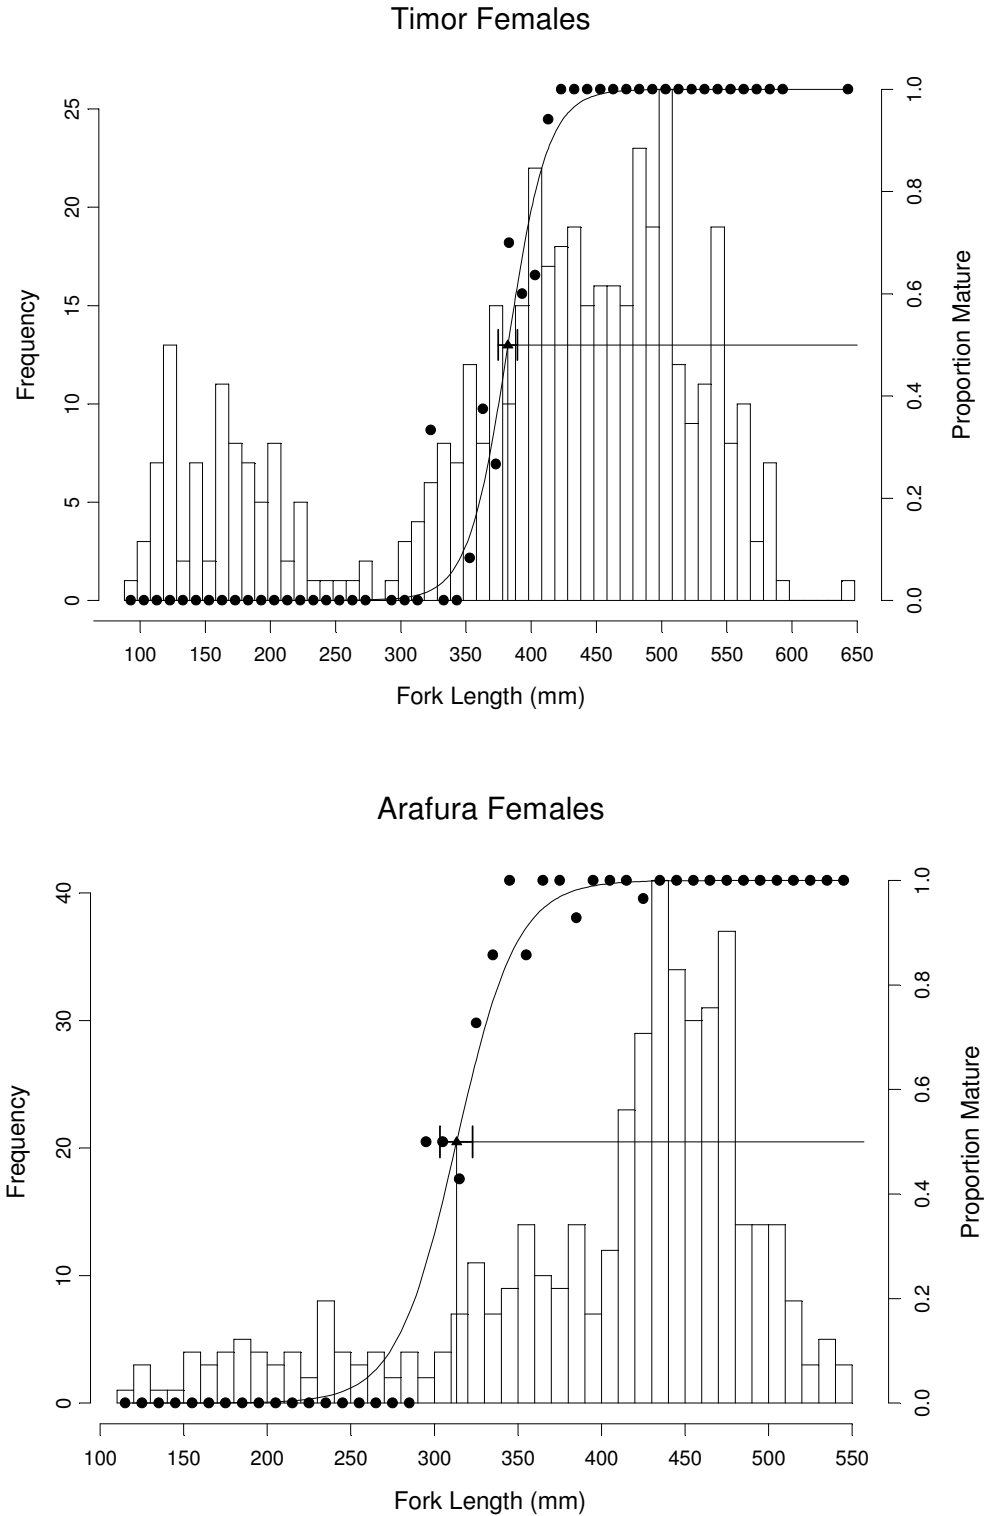 Timor Females
Frequency
25
20
15
10
5
0
1.0
0.8
0.6
0.4
0.2
0.0
Proportion Mature
100 150 200 250 300 350 400 450 500 550 600 650
Fork Length (mm)
Arafura Females
Frequency
40
30
20
10
0
1.0
0.8
0.6
0.4
0.2
0.0
Proportion Mature
100 150 200 250 300 350 400 450 500 550
Fork Length (mm)